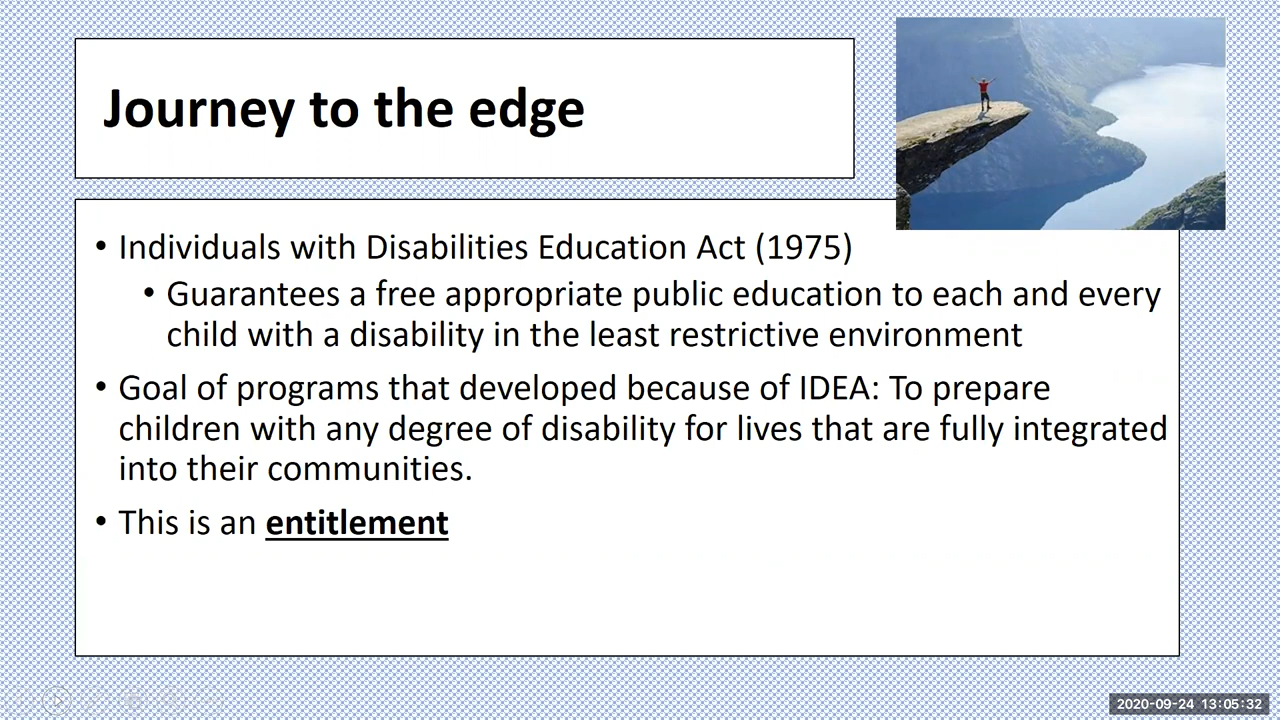 Journey to the edge
• Individuals with Disabilities Education Act (1975)
• Guarantees a free appropriate public education to each and every
child with a disability in the least restrictive environment
• Goal of programs that developed because of IDEA: To prepare
children with any degree of disability for lives that are fully integrated
into their communities.
• This is an entitlement
2020-09-24 13:05:32